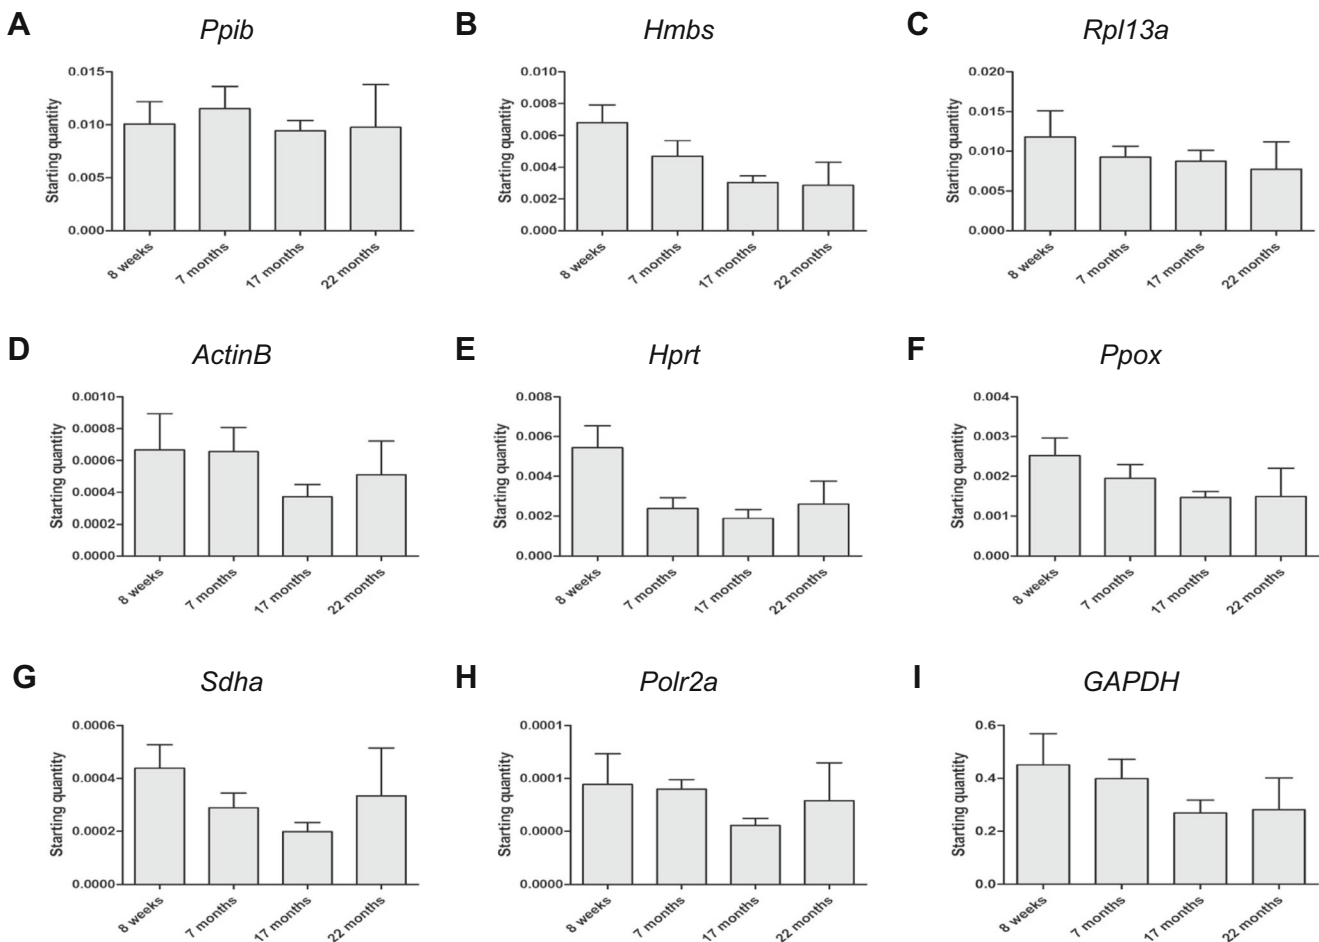 A Ppib
0.015
0.010
0.005
0.000
Starting quantity
8 weeks
7 months
17 months
22 months
B Hmbs
0.010
0.008
0.006
0.004
0.002
0.000
Starting quantity
8 weeks
7 months
17 months
22 months
C Rpl13a
0.020
0.015
0.010
0.005
0.000
Starting quantity
8 weeks
7 months
17 months
22 months
D ActinB
0.0010
0.0008
0.0006
0.0004
0.0002
0.0000
Starting quantity
8 weeks
7 months
17 months
22 months
E Hprt
0.008
0.006
0.004
0.002
0.000
Starting quantity
8 weeks
7 months
17 months
22 months
F Ppox
0.004
0.003
0.002
0.001
0.000
Starting quantity
8 weeks
7 months
17 months
22 months
G Sdha
0.0006
0.0004
0.0002
0.0000
Starting quantity
8 weeks
7 months
17 months
22 months
H Polr2a
0.0001
0.0001
0.0000
0.0000
Starting quantity
8 weeks
7 months
17 months
22 months
I GAPDH
0.6
0.4
0.2
0.0
Starting quantity
8 weeks
7 months
17 months
22 months